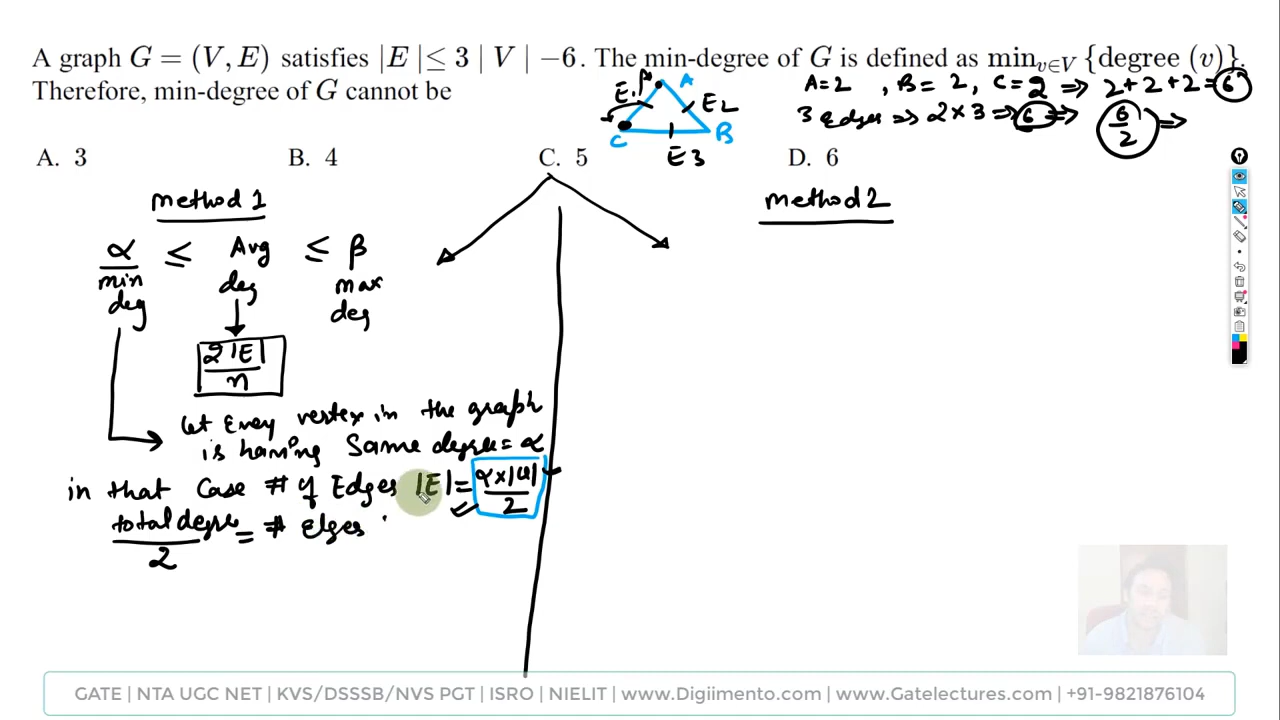 A graph G = (V, E) satisfies | E | ≤ 3 | V | −6. The min-degree of G is defined as min_{v∈V} {degree (v)}.
Therefore, min-degree of G cannot be
A=2 , B= 2, C= 2 ⇒ 2+2+2=6
3 Edges ⇒ 2×3 ⇒ 6 ⇒ 6/2 ⇒
A
E2
C
B
E3
A. 3 B. 4 C. 5 D. 6
method 1
method 2
α ≤ Avg ≤ β
min deg max
deg deg
2|E|/n
let Every vertex in the graph
is having Same degree = α
in that Case # of Edges |E| = α×|V|/2
total degree/2 = # Edges
GATE | NTA UGC NET | KVS/DSSSB/NVS PGT | ISRO | NIELIT | www.Digiimento.com | www.Gatelectures.com | +91-9821876104